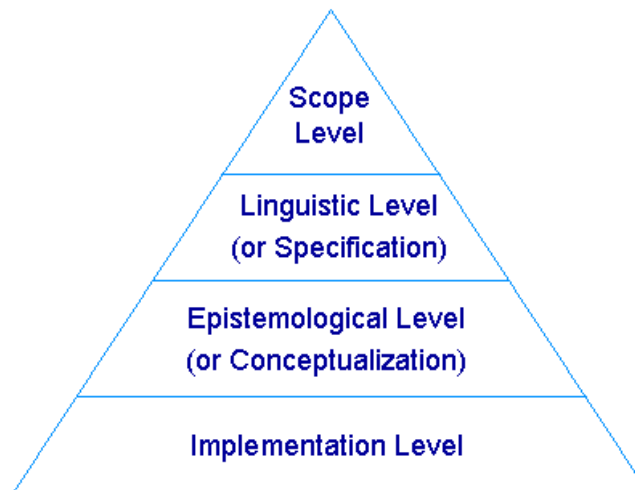 Scope
Level
Linguistic Level
(or Specification)
Epistemological Level
(or Conceptualization)
Implementation Level